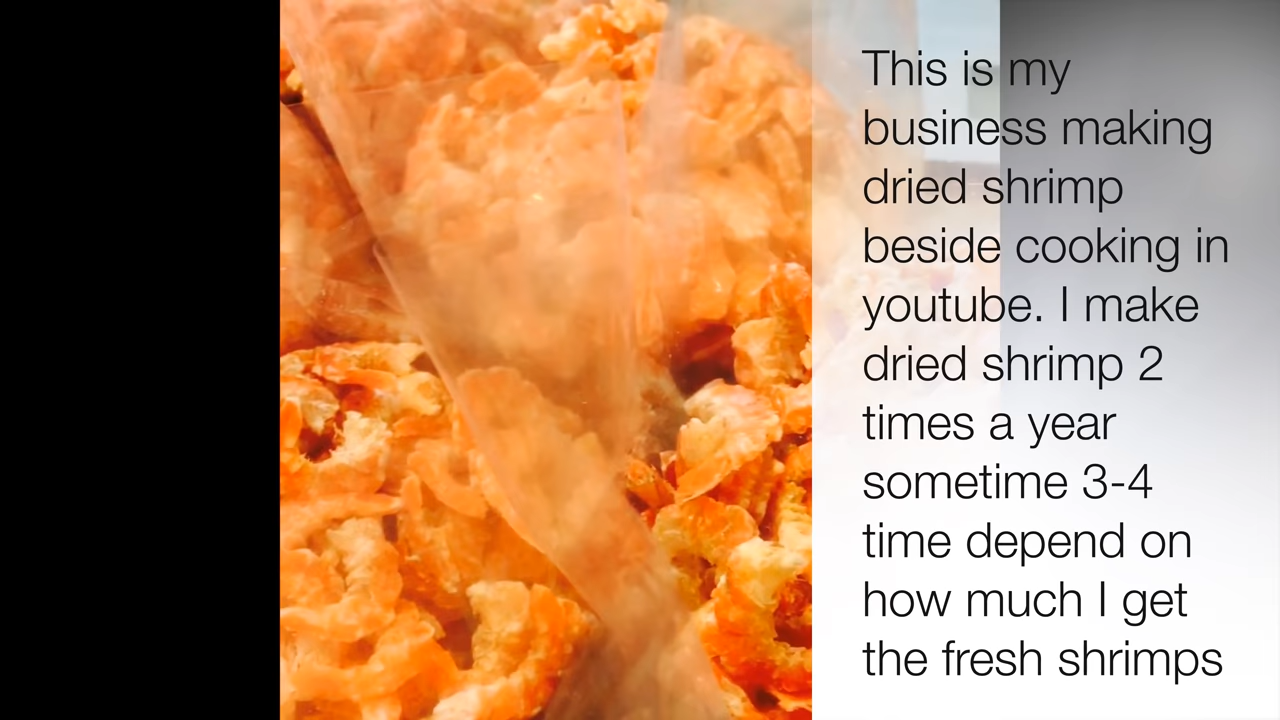 This is my
business making
dried shrimp
beside cooking in
youtube. I make
dried shrimp 2
times a year
sometime 3-4
time depend on
how much I get
the fresh shrimps